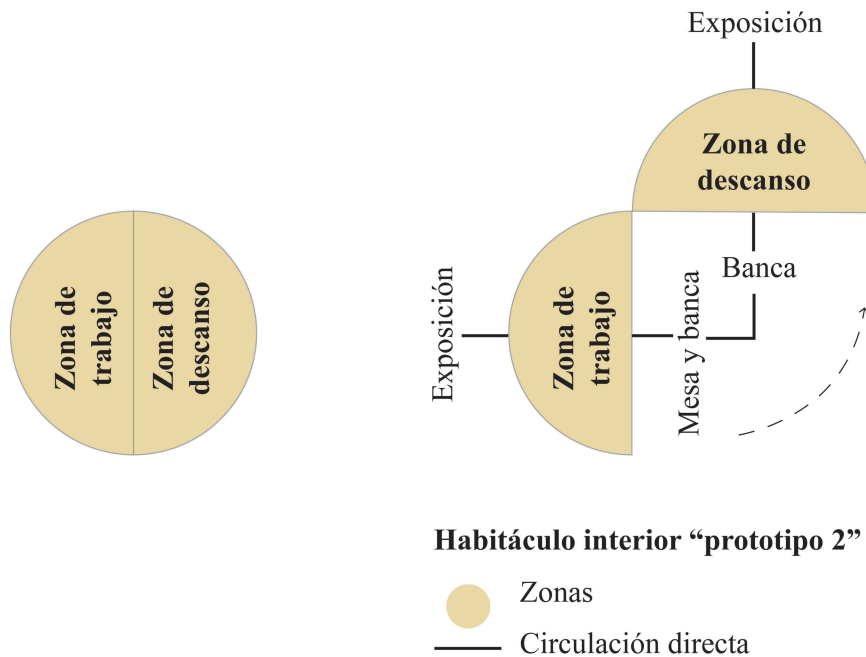 Exposición
Zona de
descanso
Zona de
trabajo
Zona de
descanso
Exposición
Zona de
trabajo
Mesa y banca
Banca
Habitáculo interior “prototipo 2”
Zonas
Circulación directa